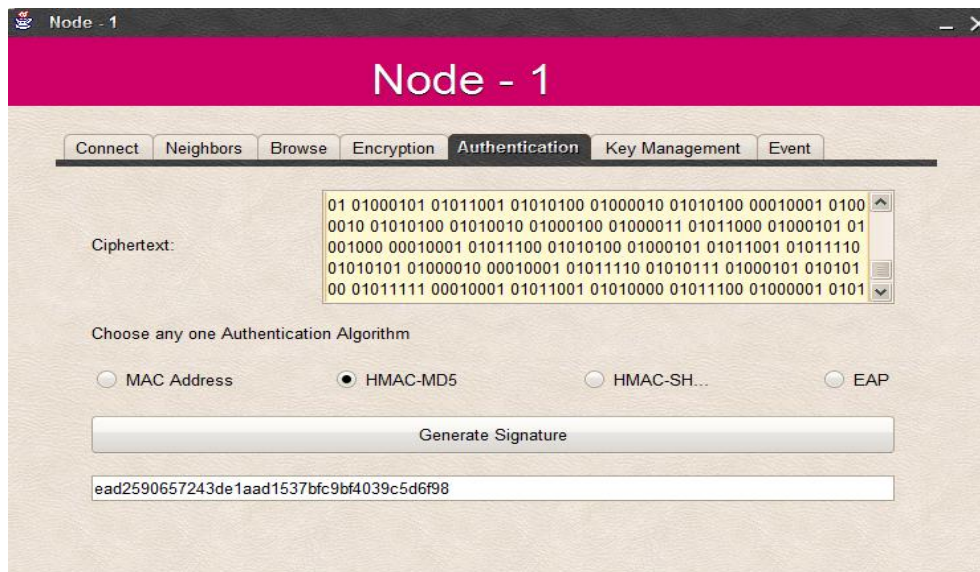 Node - 1
Node - 1
Connect Neighbors Browse Encryption Authentication Key Management Event
01 01000101 01011001 01010100 01000010 01010100 00010001 0100
0010 01010100 01010010 01000100 01000011 01011000 01000101 01
Ciphertext:
001000 00010001 01011100 01010100 01000101 01011001 01011110
01010101 01000010 00010001 01011110 01010111 01000101 010101
00 01011111 00010001 01011001 01010000 01011100 01000001 0101
Choose any one Authentication Algorithm
MAC Address HMAC-MD5 HMAC-SH... EAP
Generate Signature
ead2590657243de1aad1537bfc9bf4039c5d6f98